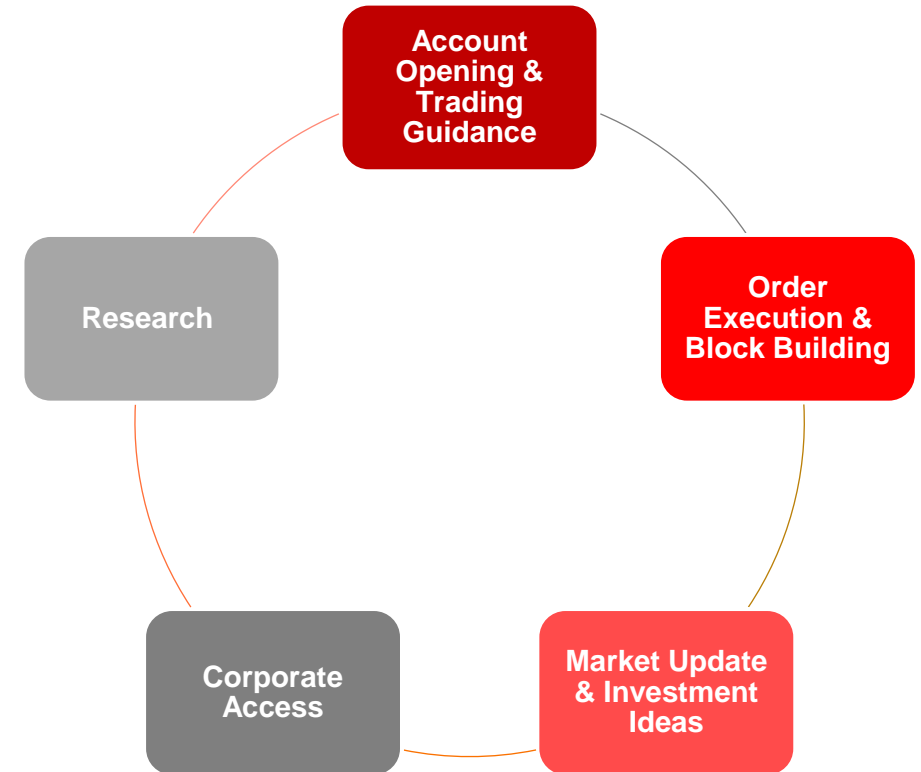 Account
Opening &
Trading
Guidance
Order
Execution &
Block Building
Market Update
& Investment
Ideas
Corporate
Access
Research